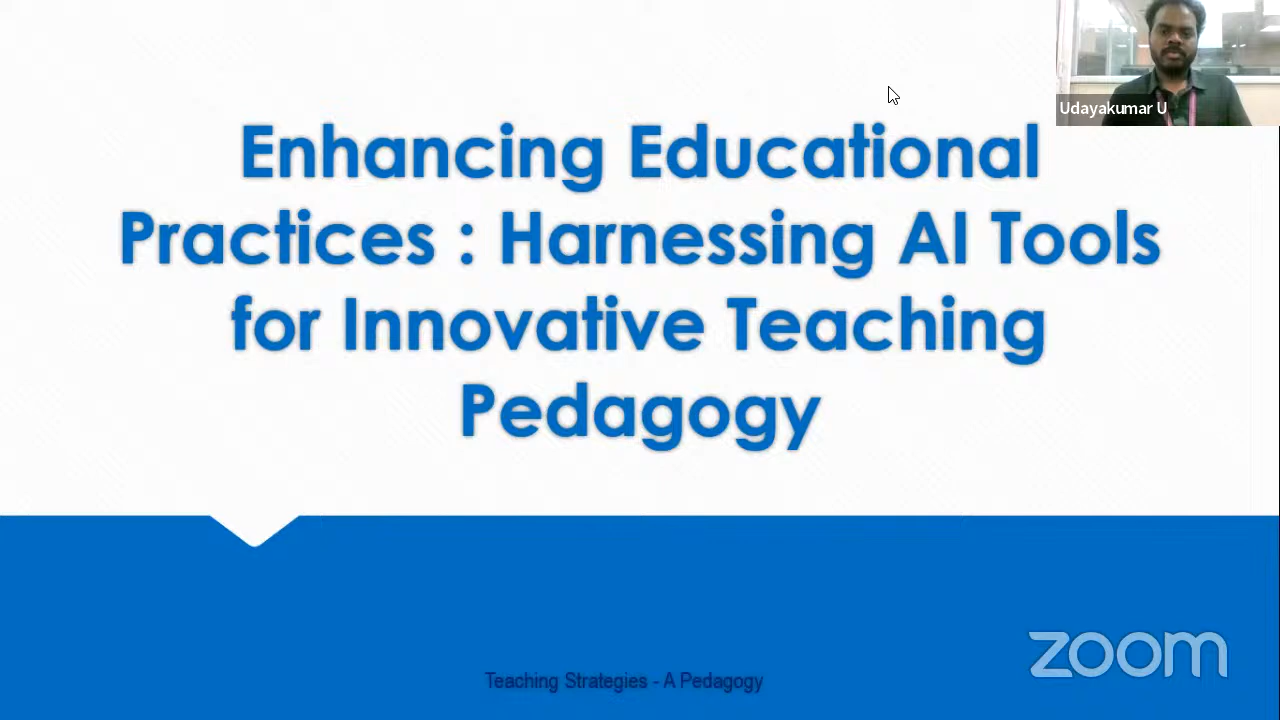 Udayakumar U
Enhancing Educational
Practices : Harnessing AI Tools
for Innovative Teaching
Pedagogy
zoom
Teaching Strategies - A Pedagogy